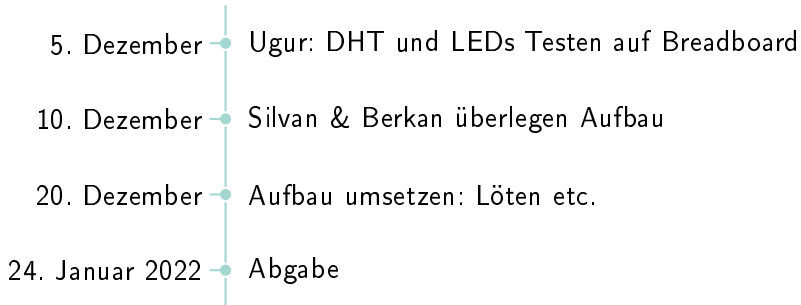 5. Dezember Ugur: DHT und LEDs Testen auf Breadboard
10. Dezember Silvan & Berkan überlegen Aufbau
20. Dezember Aufbau umsetzen: Löten etc.
24. Januar 2022 Abgabe